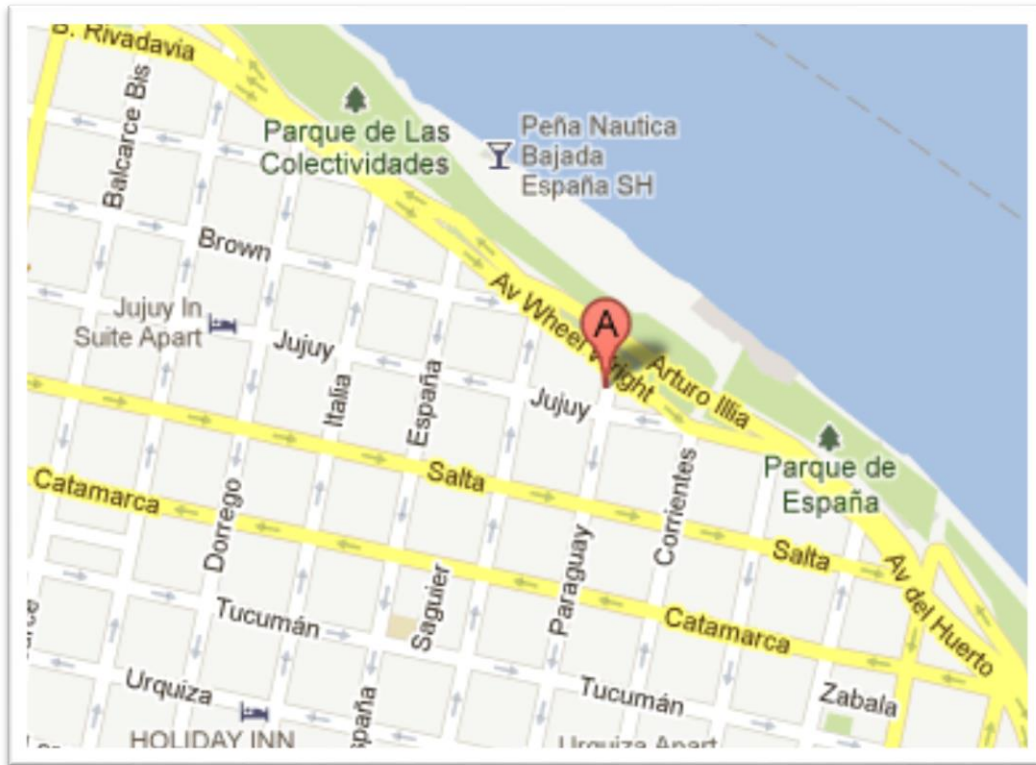 B. Rivadavia
Balcarce Bis
Parque de Las
Colectividades
Peña Nautica
Bajada
España SH
Brown
Av Wheel Wright
A
Jujuy In
Suite Apart
Jujuy
Arturo Illia
Jujuy
Italia
España
Parque de
España
Salta
Catamarca
Dorrego
Corrientes
Salta
Paraguay
Av del Huerto
Saguier
Tucumán
Catamarca
Urquiza
Tucumán
Zabala
HOLIDAY INN
Urquiza Apart